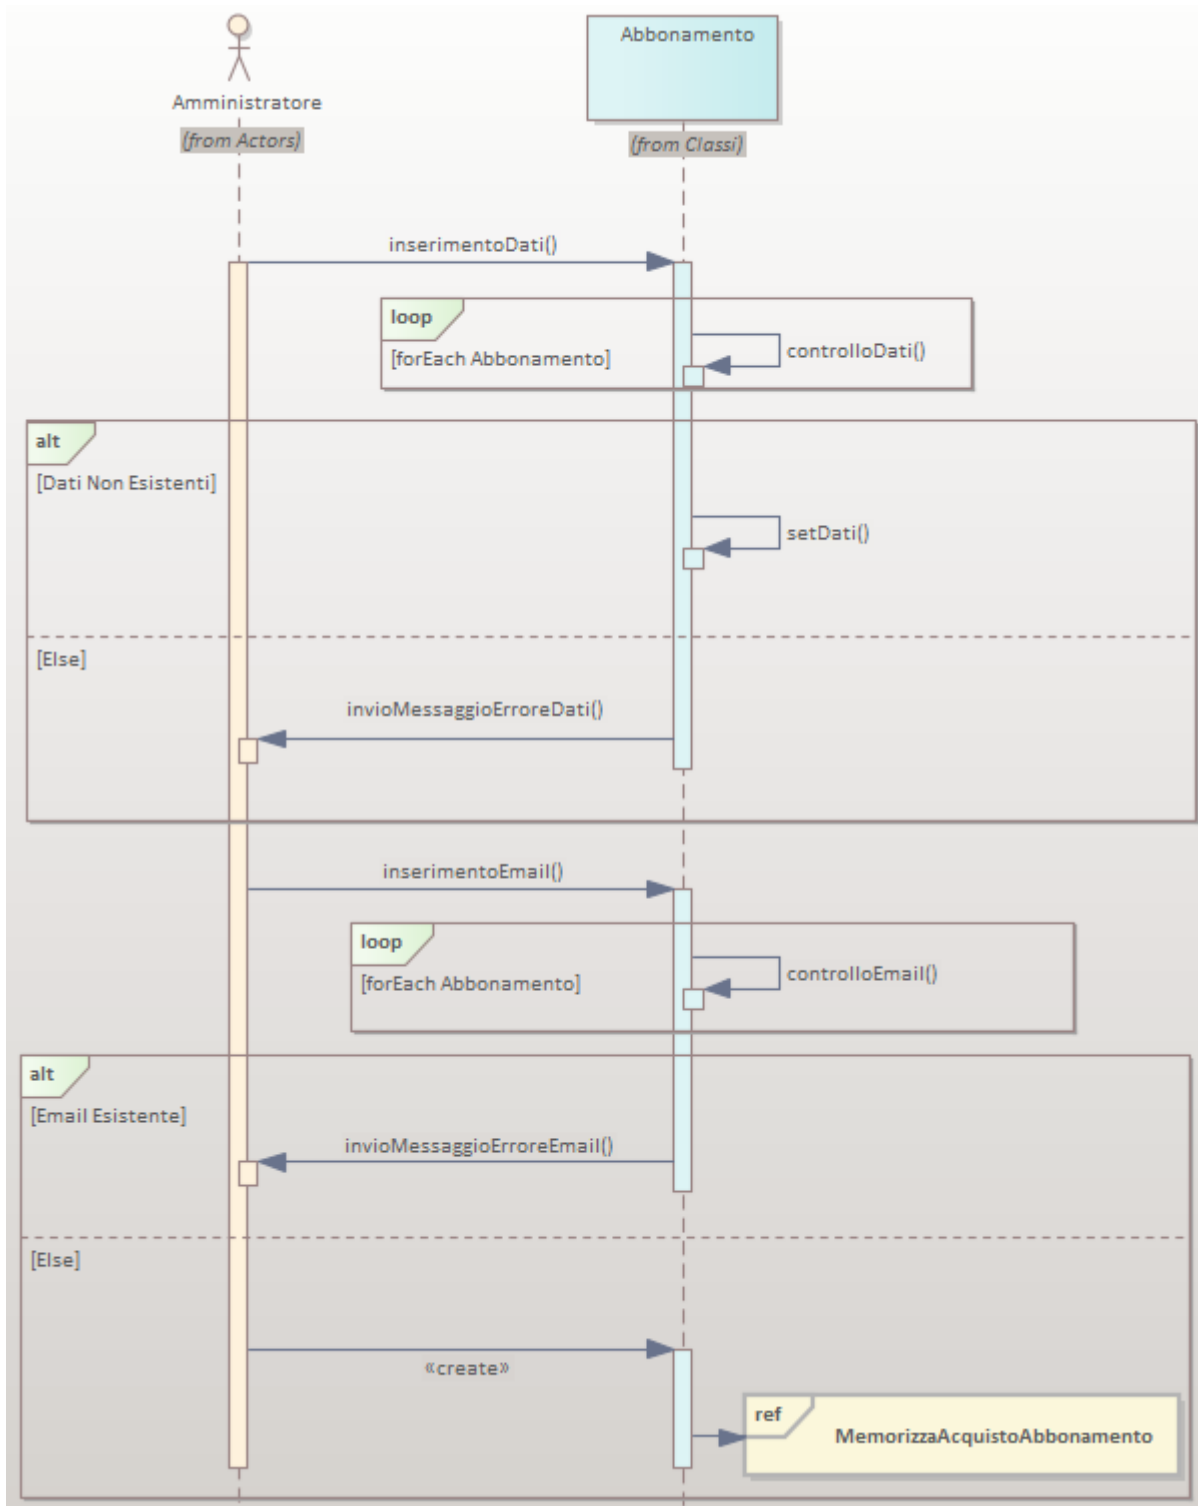 Amministratore
(from Actors)
Abbonamento
(from Classi)
inserimentoDati()
loop
[forEach Abbonamento]
controlloDati()
alt
[Dati Non Esistenti]
setDati()
[Else]
invioMessaggioErroreDati()
inserimentoEmail()
loop
[forEach Abbonamento]
controlloEmail()
alt
[Email Esistente]
invioMessaggioErroreEmail()
[Else]
«create»
ref
MemorizzaAcquistoAbbonamento